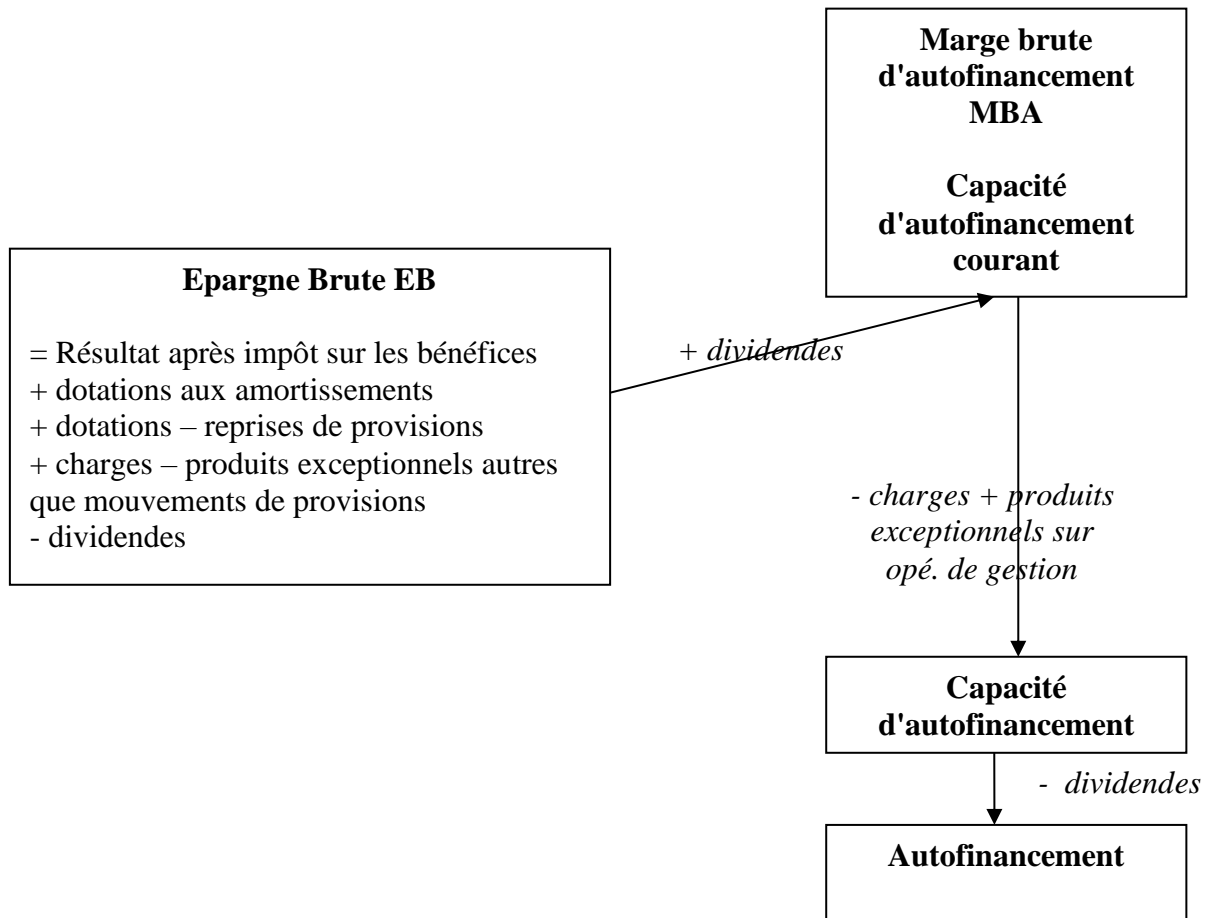 Marge brute
d'autofinancement
MBA
Capacité
d'autofinancement
courant
Epargne Brute EB
= Résultat après impôt sur les bénéfices
+ dotations aux amortissements
+ dotations – reprises de provisions
+ charges – produits exceptionnels autres
que mouvements de provisions
- dividendes
+ dividendes
- charges + produits
exceptionnels sur
opé. de gestion
Capacité
d'autofinancement
- dividendes
Autofinancement